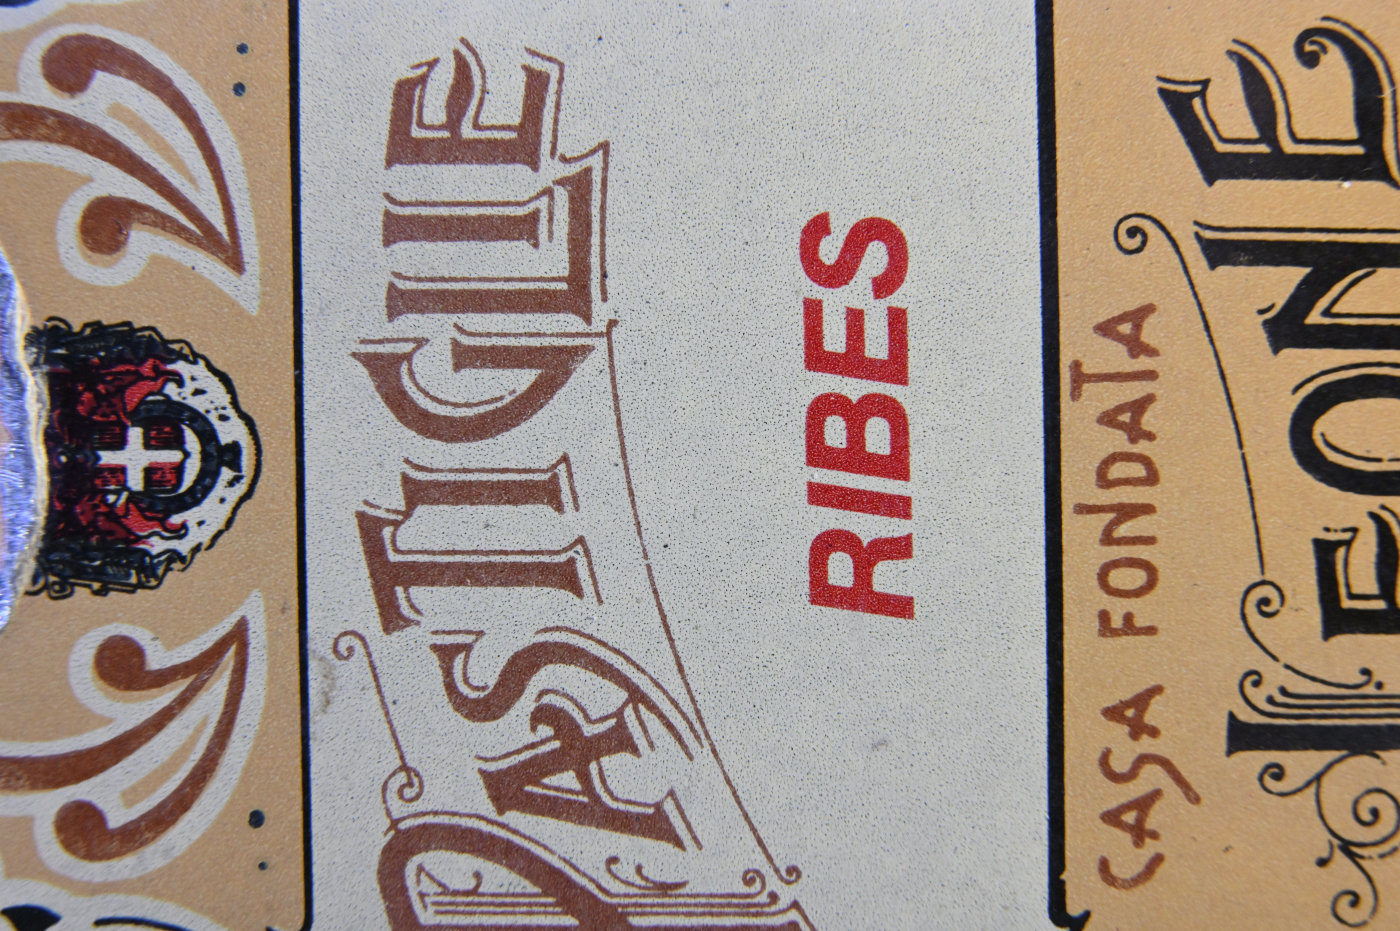 PASTIGLIE
RIBES
CASA FONDATA
LEONE